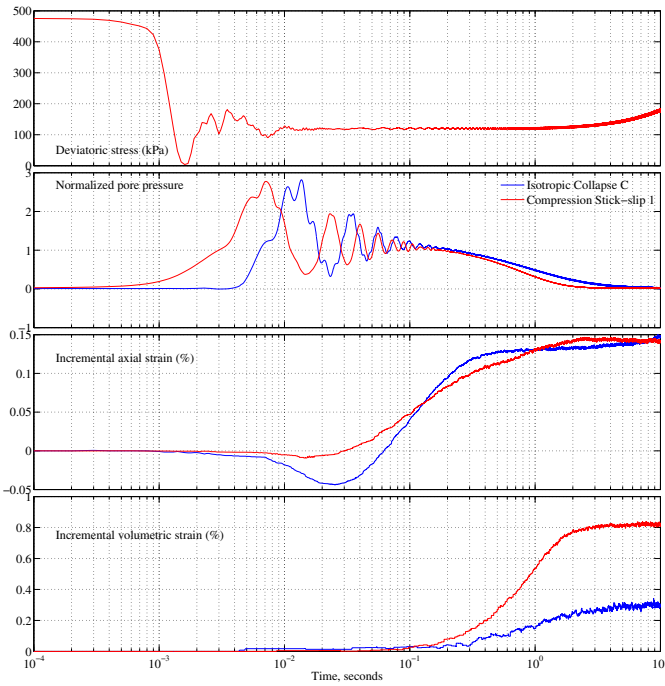 500
400
300
200
100
0
Deviatoric stress (kPa)
3
Normalized pore pressure
Isotropic Collapse C
Compression Stick−slip 1
2
1
0
−1
0.15
Incremental axial strain (%)
0.1
0.05
0
−0.05
1
Incremental volumetric strain (%)
0.8
0.6
0.4
0.2
0
10−4 10−3 10−2 10−1 100 10
Time, seconds